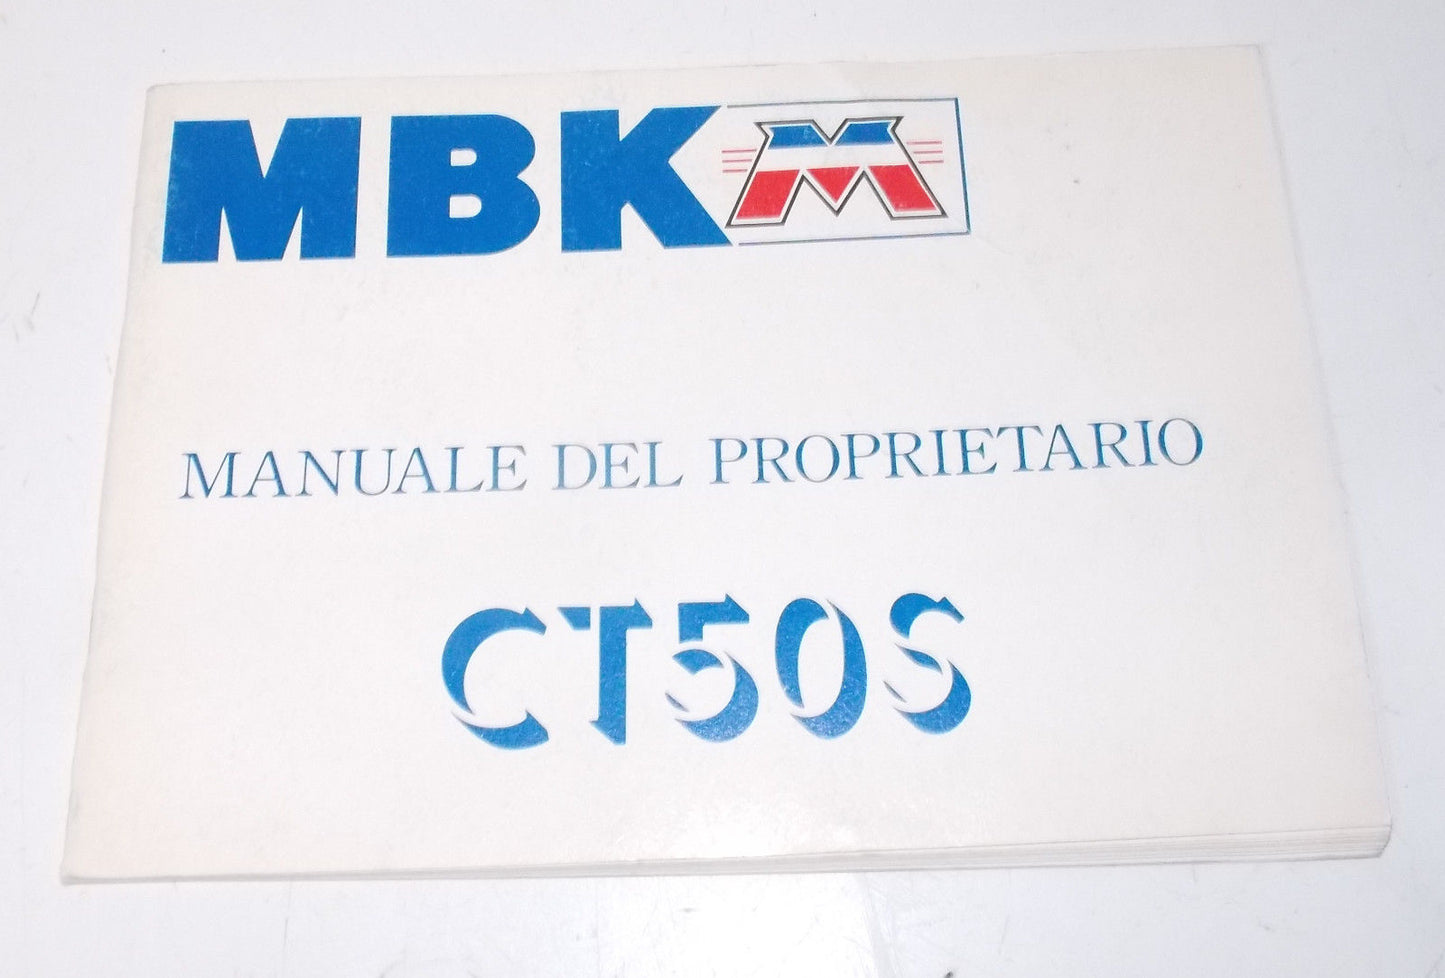 MBK M
MANUALE DEL PROPRIETARIO
CT50S